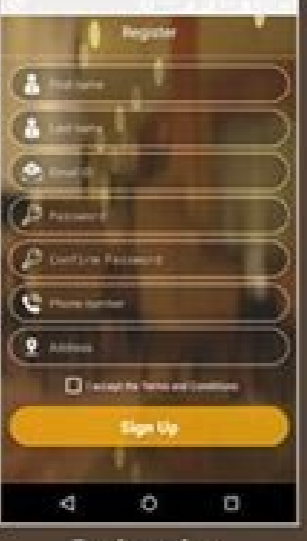 Register
First name
Last name
Email ID
Password
Confirm Password
Phone number
Address
I accept the Terms and Conditions
Sign Up